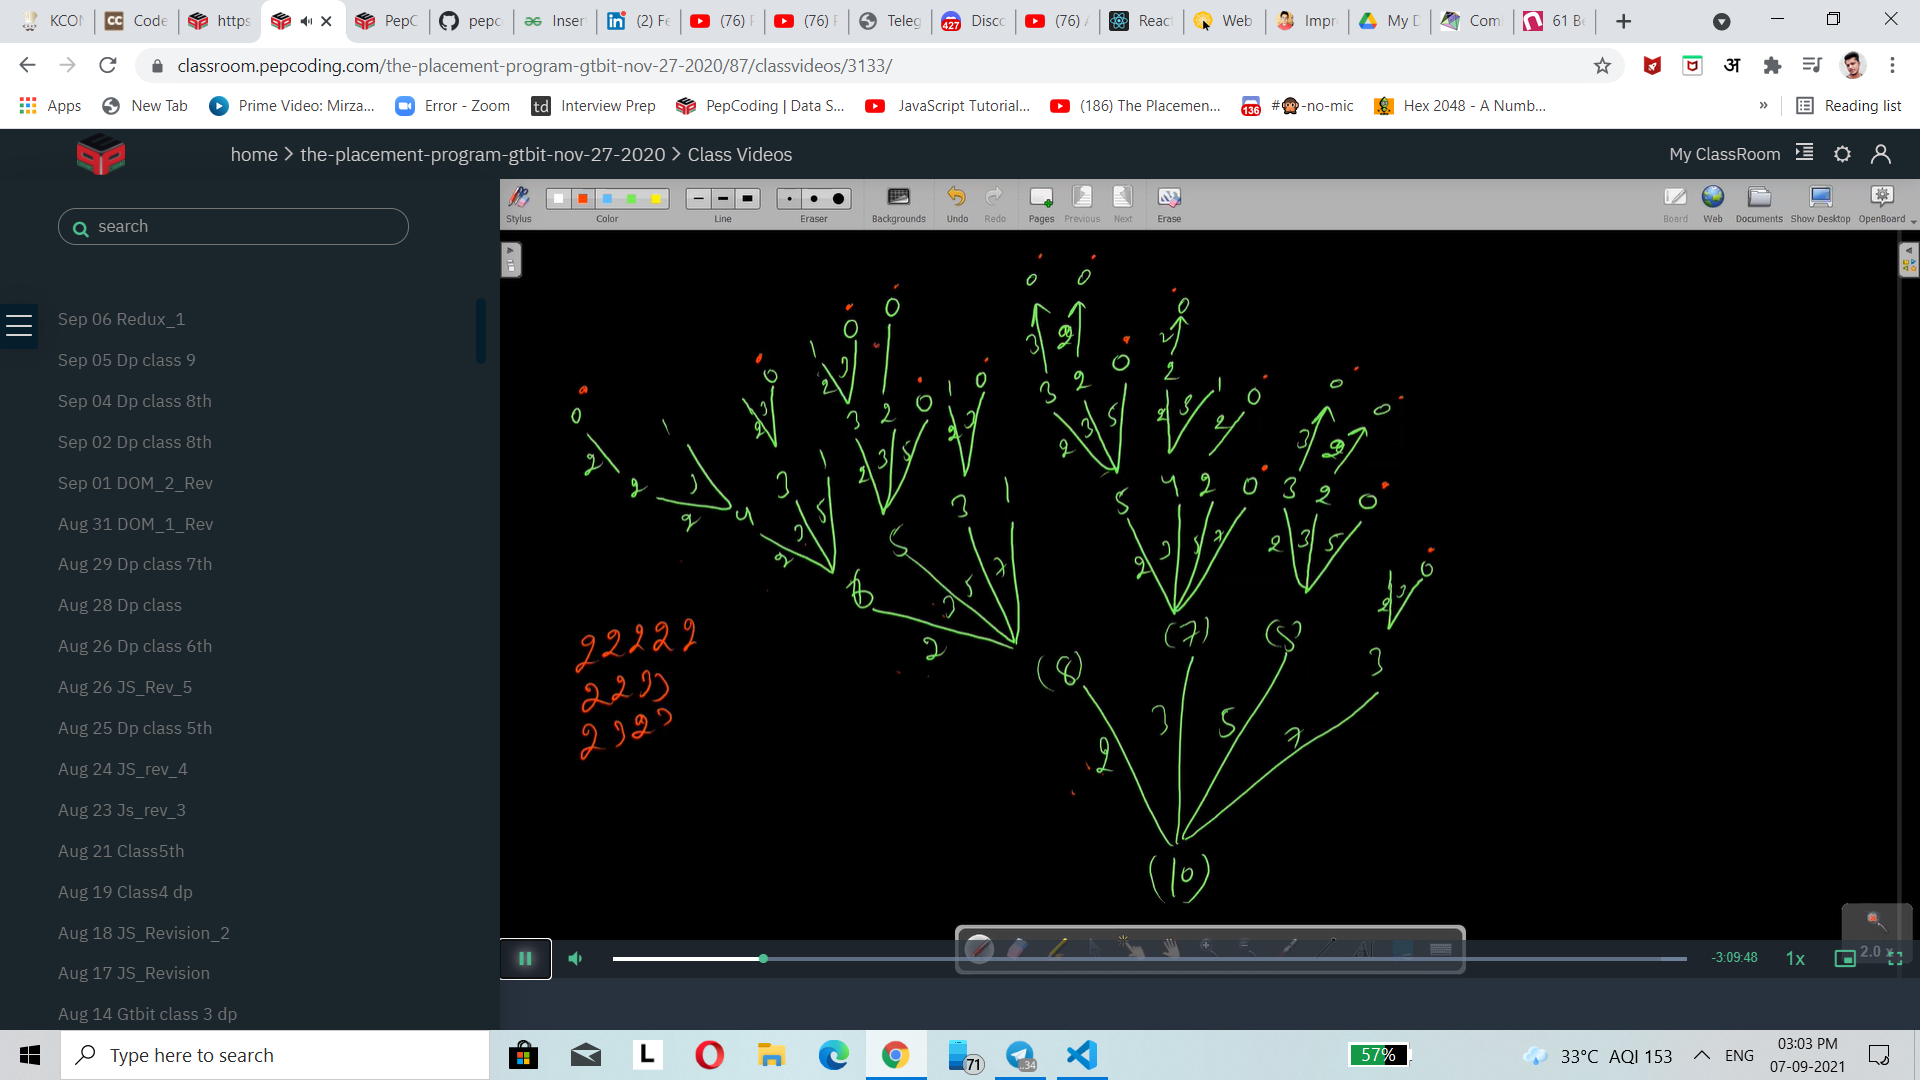 KCON
Code
https
PepC
pepc
Inser
(2) Fe
(76) F
(76) F
Teleg
Disco
(76) A
React
Web
Impr
My D
Com
61 Be
classroom.pepcoding.com/the-placement-program-gtbit-nov-27-2020/87/classvideos/3133/
Apps
New Tab
Prime Video: Mirza...
Error - Zoom
Interview Prep
PepCoding | Data S...
JavaScript Tutorial...
(186) The Placemen...
#🙊-no-mic
Hex 2048 - A Numb...
»
Reading list
home > the-placement-program-gtbit-nov-27-2020 > Class Videos
My ClassRoom
search
Sep 06 Redux_1
Sep 05 Dp class 9
Sep 04 Dp class 8th
Sep 02 Dp class 8th
Sep 01 DOM_2_Rev
Aug 31 DOM_1_Rev
Aug 29 Dp class 7th
Aug 28 Dp class
Aug 26 Dp class 6th
Aug 26 JS_Rev_5
Aug 25 Dp class 5th
Aug 24 JS_rev_4
Aug 23 Js_rev_3
Aug 21 Class5th
Aug 19 Class4 dp
Aug 18 JS_Revision_2
Aug 17 JS_Revision
Aug 14 Gtbit class 3 dp
Stylus
Color
Line
Eraser
Backgrounds
Undo
Redo
Pages
Previous
Next
Erase
Board
Web
Documents
Show Desktop
OpenBoard
22222
2233
2323
(8)
(7)
(5)
3
2
3
5
7
(10)
-3:09:48
1x
2.0 x
Type here to search
57%
33°C AQI 153
ENG
03:03 PM
07-09-2021